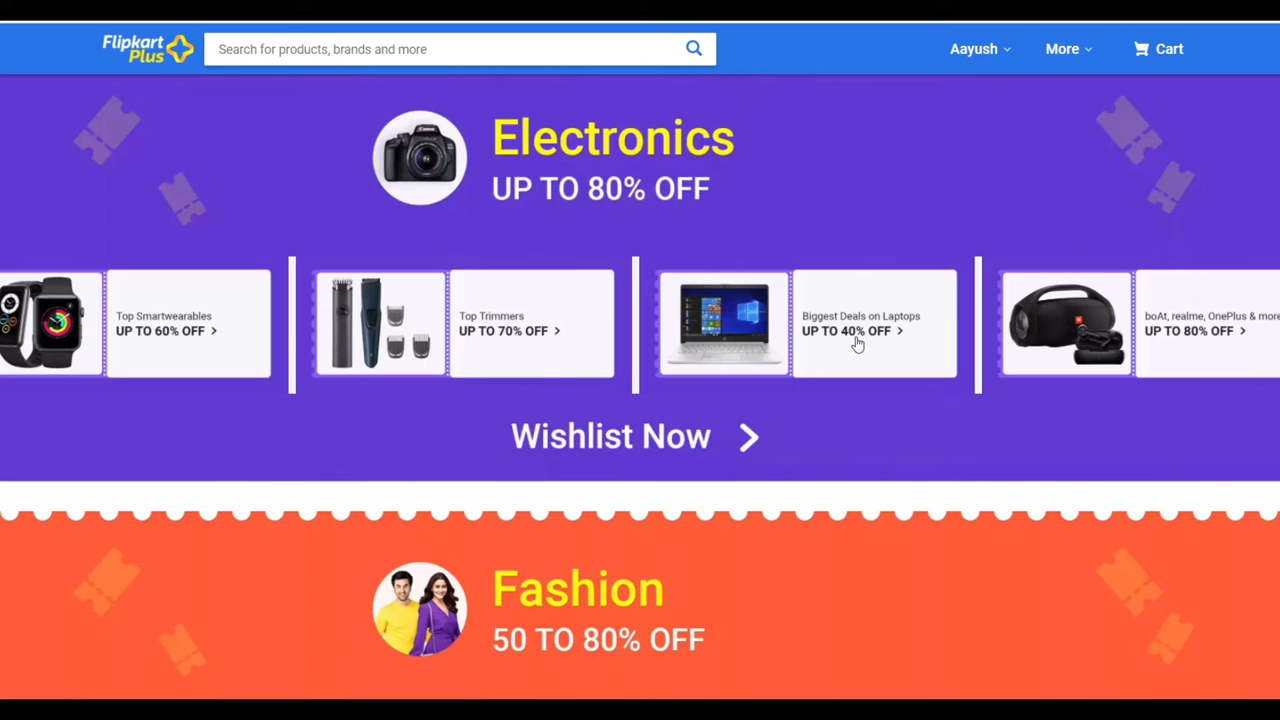 Flipkart
Plus
Search for products, brands and more
Aayush
More
Cart
Electronics
UP TO 80% OFF
Top Smartwearables
UP TO 60% OFF
Top Trimmers
UP TO 70% OFF
Biggest Deals on Laptops
UP TO 40% OFF
boAt, realme, OnePlus & more
UP TO 80% OFF
Wishlist Now
Fashion
50 TO 80% OFF